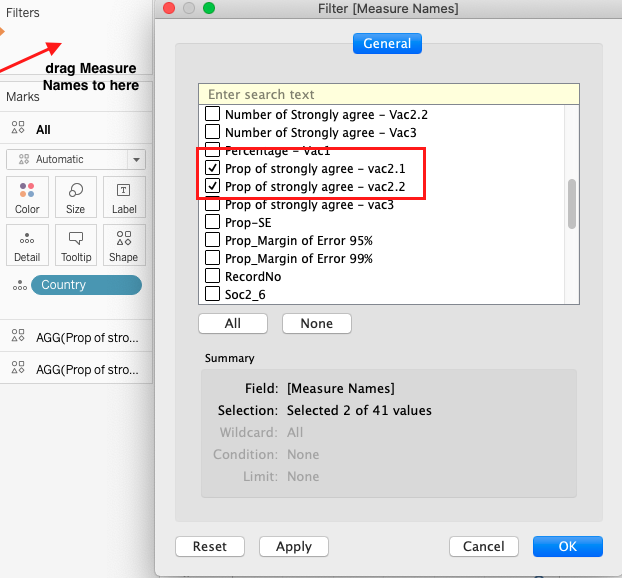 Filters
drag Measure
Names to here
Marks
All
Automatic
Color
Size
Label
Detail
Tooltip
Shape
Country
AGG(Prop of stro...
AGG(Prop of stro...
Filter [Measure Names]
General
Enter search text
Number of Strongly agree – Vac2.2
Number of Strongly agree – Vac3
Percentage – Vac1
Prop of strongly agree – vac2.1
Prop of strongly agree – vac2.2
Prop of strongly agree – vac3
Prop-SE
Prop_Margin of Error 95%
Prop_Margin of Error 99%
RecordNo
Soc2_6
All
None
Summary
Field: [Measure Names]
Selection: Selected 2 of 41 values
Wildcard: All
Condition: None
Limit: None
Reset
Apply
Cancel
OK